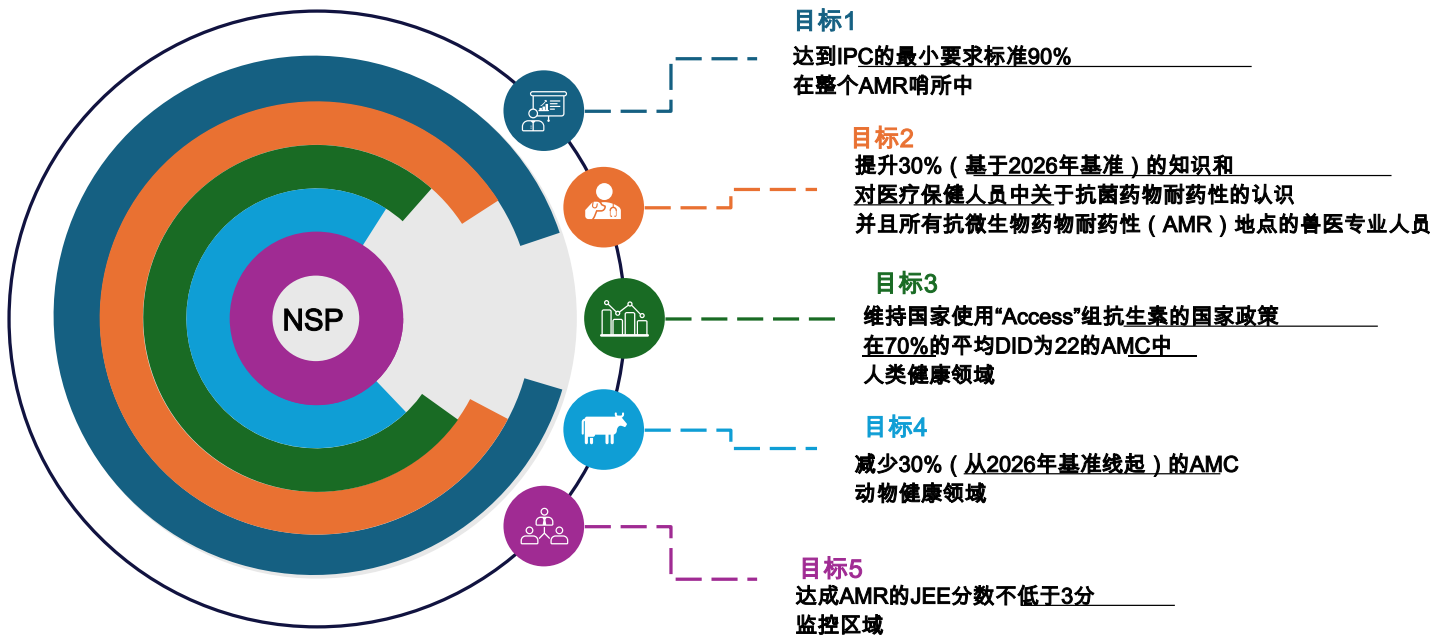 目标1
达到IPC的最小要求标准90%
在整个AMR哨所中
目标2
提升30%（基于2026年基准）的知识和
对医疗保健人员中关于抗菌药物耐药性的认识
并且所有抗微生物药物耐药性（AMR）地点的兽医专业人员
目标3
维持国家使用“Access”组抗生素的国家政策
在70%的平均DID为22的AMC中
人类健康领域
NSP
目标4
减少30%（从2026年基准线起）的AMC
动物健康领域
目标5
达成AMR的JEE分数不低于3分
监控区域